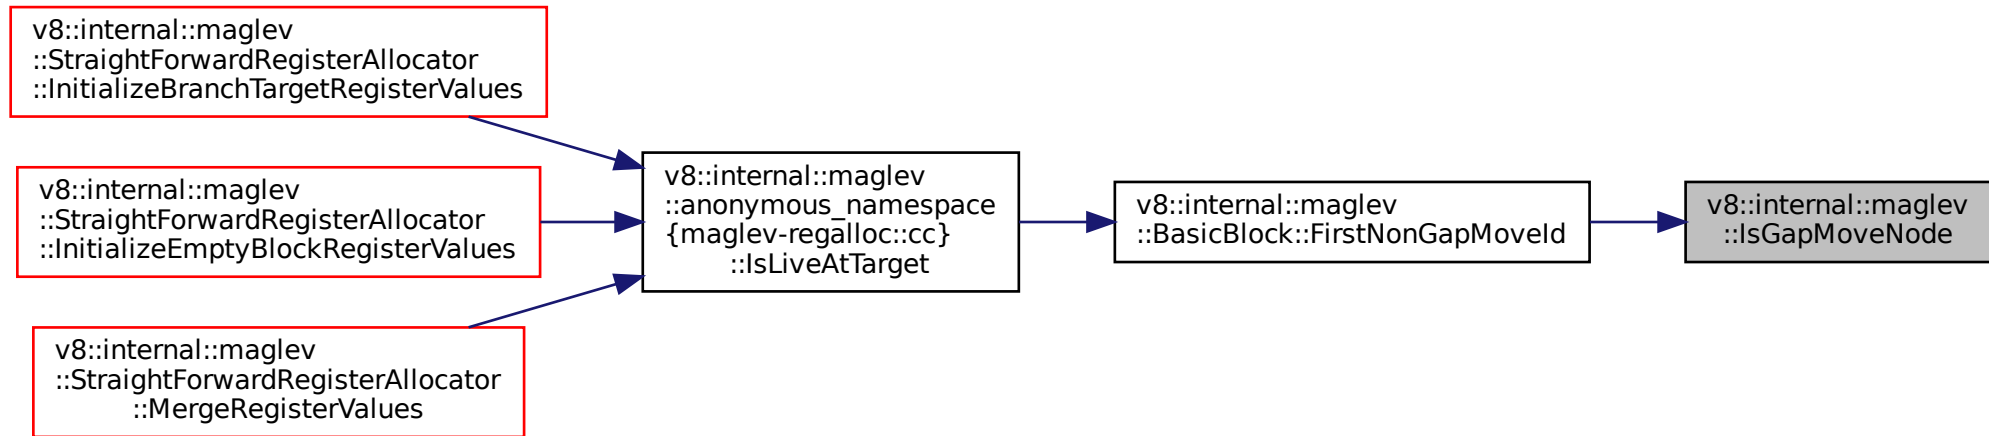 v8::internal::maglev
::StraightForwardRegisterAllocator
::InitializeBranchTargetRegisterValues
v8::internal::maglev
::StraightForwardRegisterAllocator
::InitializeEmptyBlockRegisterValues
v8::internal::maglev
::StraightForwardRegisterAllocator
::MergeRegisterValues
v8::internal::maglev
::anonymous_namespace
{maglev-regalloc::cc}
::IsLiveAtTarget
v8::internal::maglev
::BasicBlock::FirstNonGapMoveId
v8::internal::maglev
::IsGapMoveNode